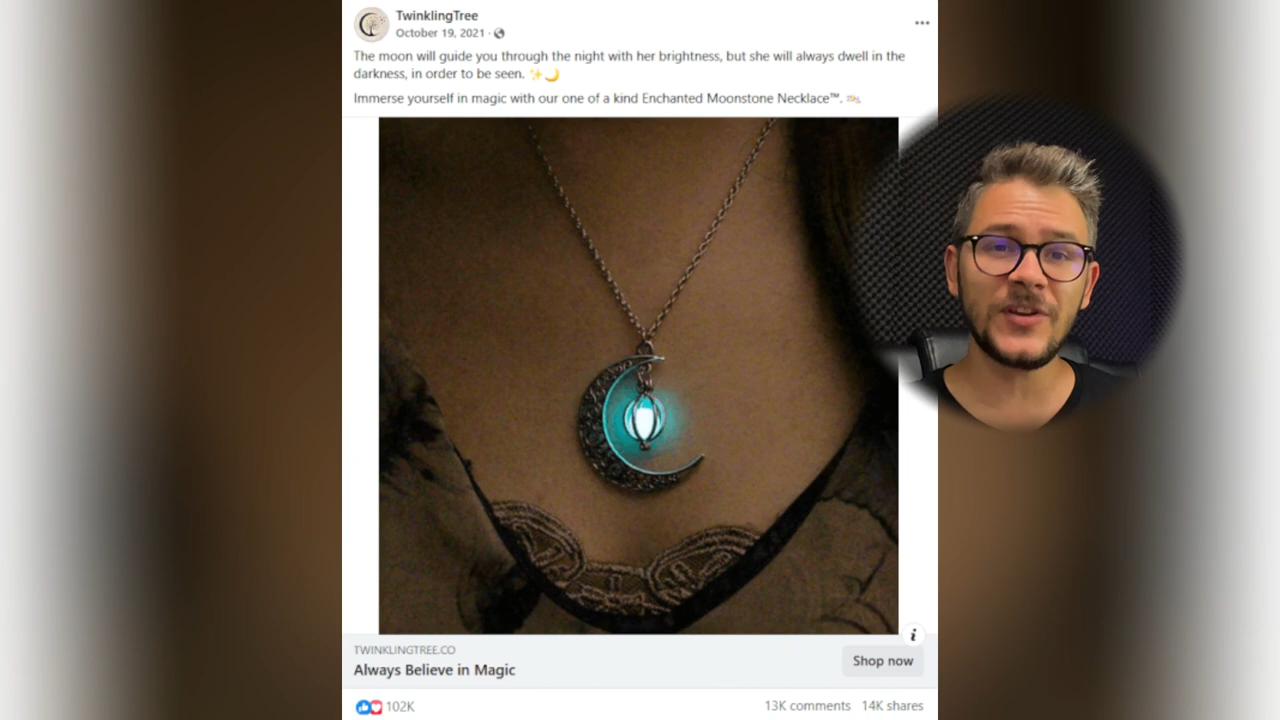 TwinklingTree
October 19, 2021 ·
The moon will guide you through the night with her brightness, but she will always dwell in the
darkness, in order to be seen. ✨🌙
Immerse yourself in magic with our one of a kind Enchanted Moonstone Necklace™.
TWINKLINGTREE.CO
Always Believe in Magic
Shop now
102K
13K comments 14K shares